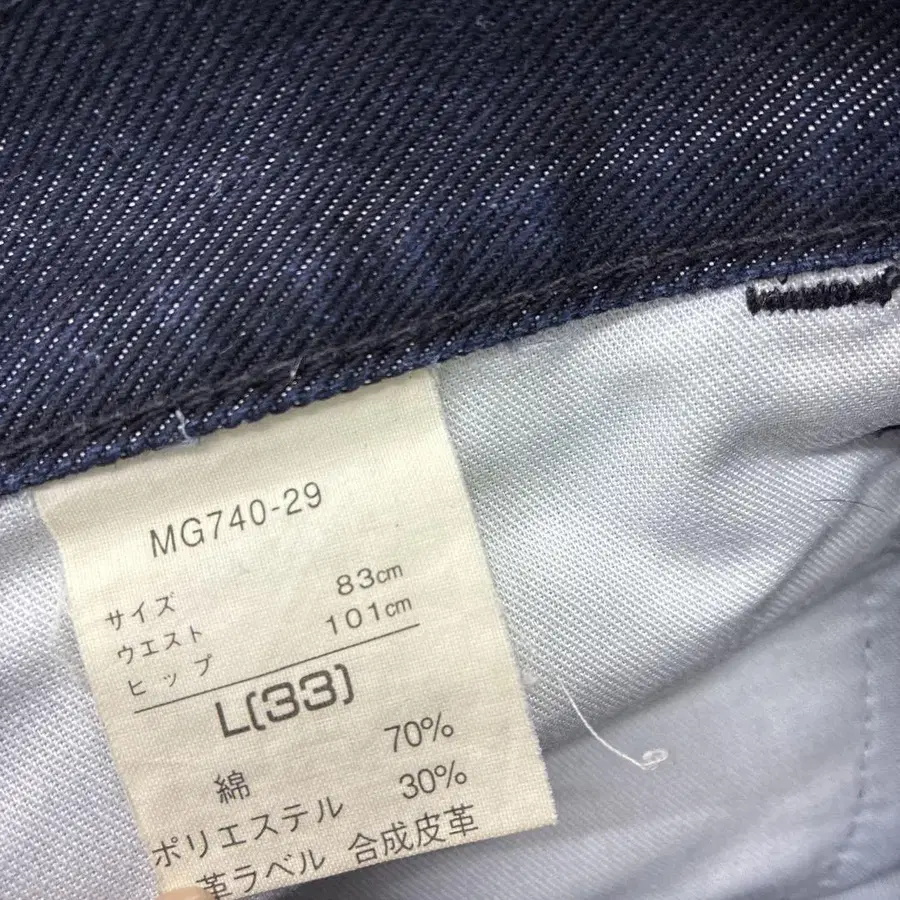 MG740-29
サイズ
ウエスト 83cm
ヒップ 101cm
L(33)
綿 70%
ポリエステル 30%
革ラベル 合成皮革